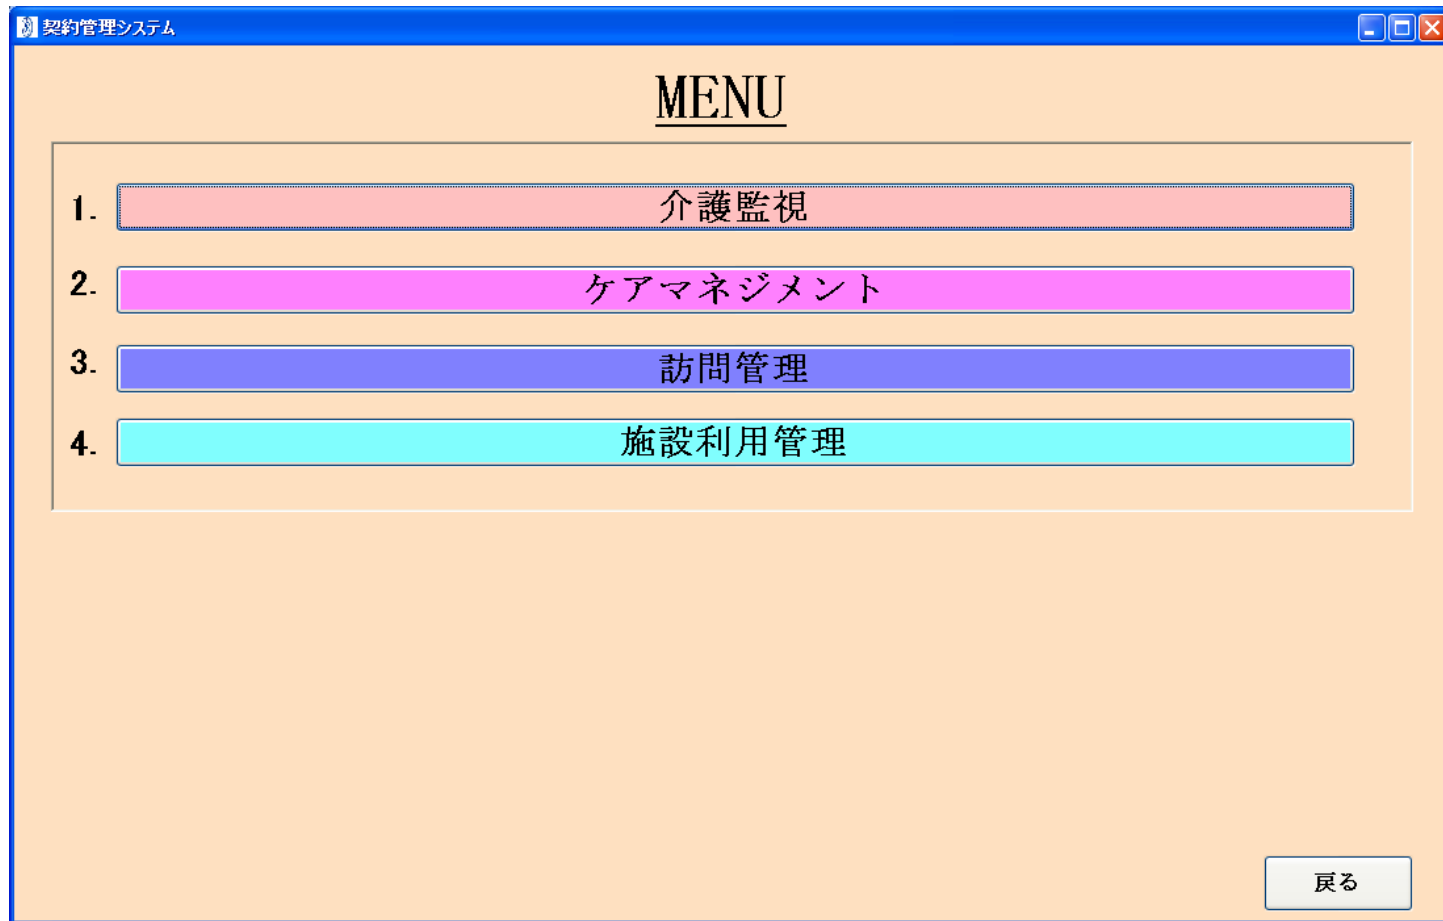 契約管理システム
MENU
1. 介護監視
2. ケアマネジメント
3. 訪問管理
4. 施設利用管理
戻る